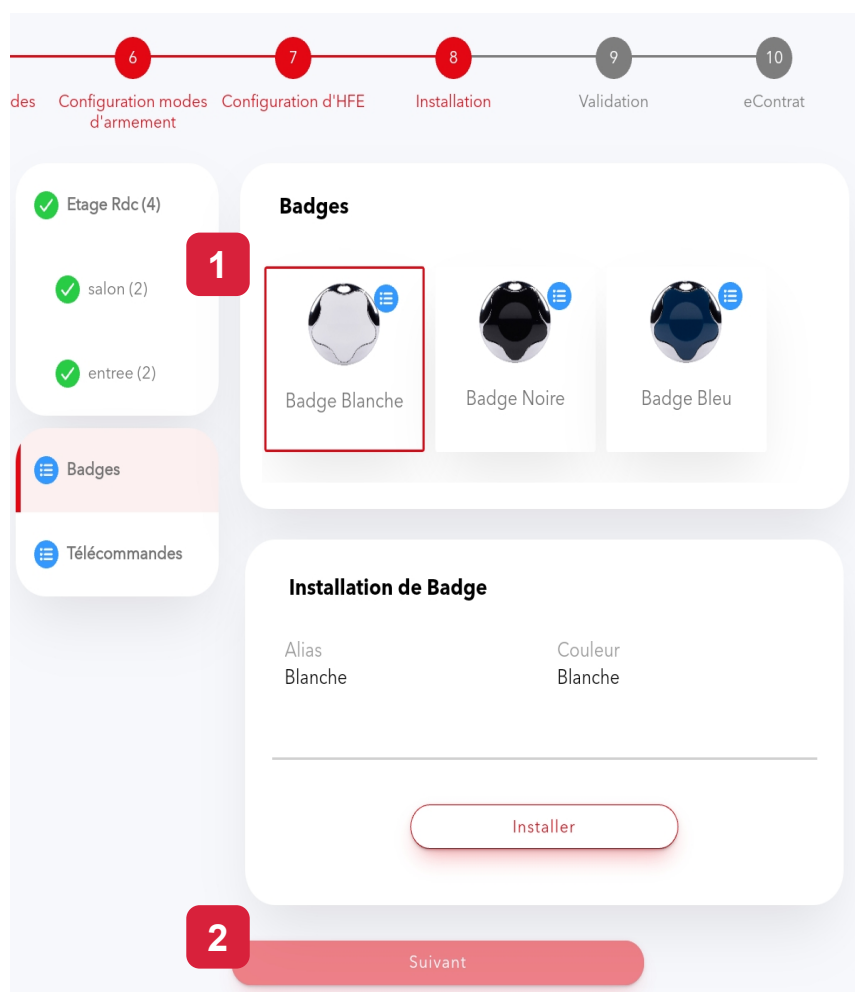 6
7
8
9
10
des
Configuration modes
d'armement
Configuration d'HFE
Installation
Validation
eContrat
Etage Rdc (4)
salon (2)
entree (2)
Badges
Télécommandes
1
Badges
Badge Blanche
Badge Noire
Badge Bleu
Installation de Badge
Alias
Blanche
Couleur
Blanche
Installer
2
Suivant